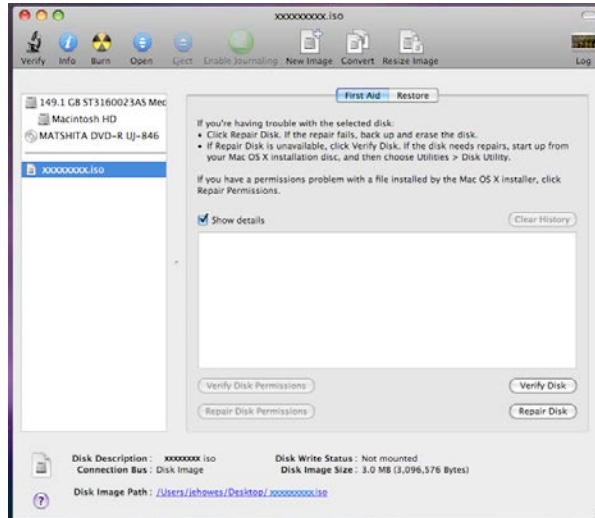 xxxxxxxxx.iso
Verify Info Burn Open Eject Enable Journaling New Image Convert Resize Image Log
149.1 GB ST3160023AS Med
Macintosh HD
MATSHITA DVD-R UJ-846
xxxxxxxxx.iso
First Aid Restore
If you're having trouble with the selected disk:
• Click Repair Disk. If the repair fails, back up and erase the disk.
• If Repair Disk is unavailable, click Verify Disk. If the disk needs repairs, start up from
your Mac OS X installation disc, and then choose Utilities > Disk Utility.
If you have a permissions problem with a file installed by the Mac OS X installer, click
Repair Permissions.
Show details Clear History
Verify Disk Permissions Verify Disk
Repair Disk Permissions Repair Disk
Disk Description : xxxxxxxx iso Disk Write Status : Not mounted
Connection Bus : Disk Image Disk Image Size : 3.0 MB (3,096,576 Bytes)
Disk Image Path : /Users/jehowes/Desktop/ xxxxxxxxx.iso
?